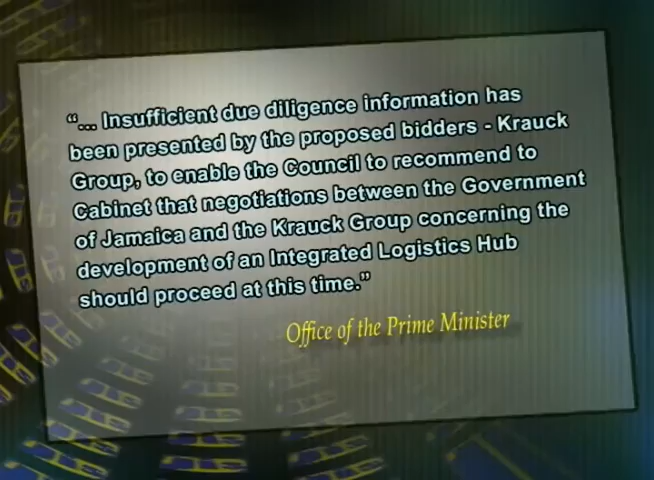 “... Insufficient due diligence information has
been presented by the proposed bidders - Krauck
Group, to enable the Council to recommend to
Cabinet that negotiations between the Government
of Jamaica and the Krauck Group concerning the
development of an Integrated Logistics Hub
should proceed at this time.”
Office of the Prime Minister